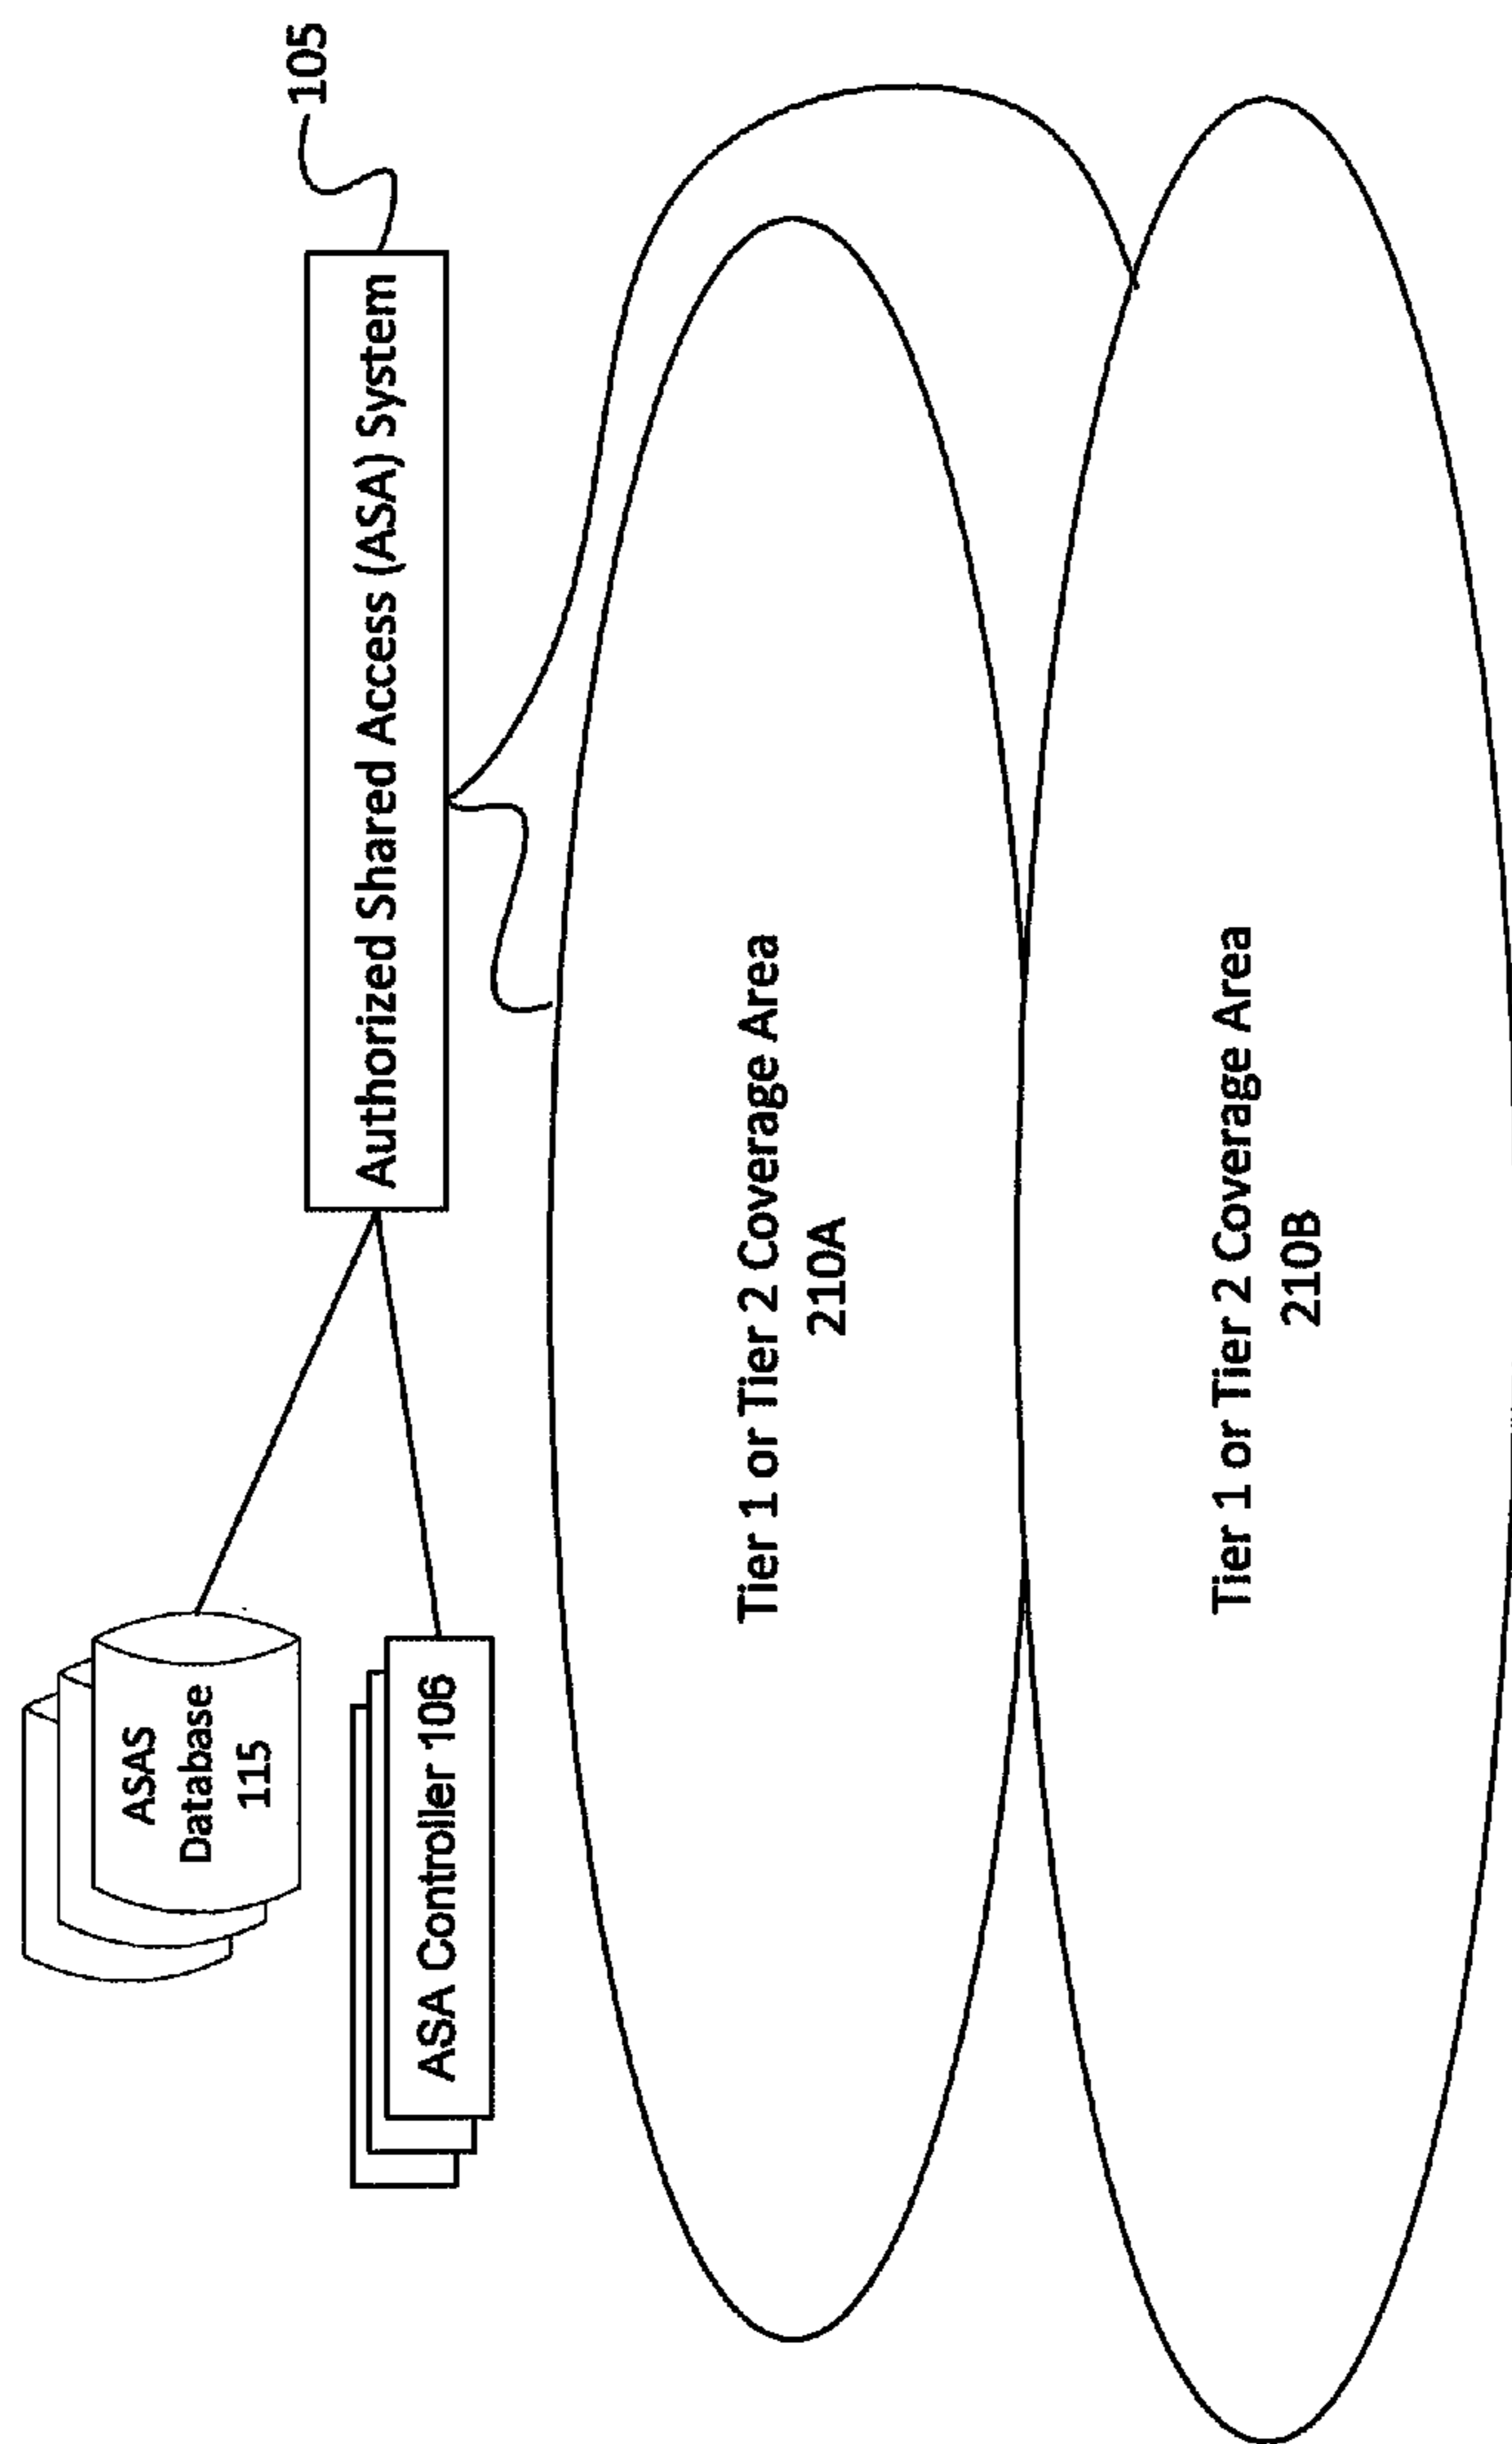 ASAS
Database
115
ASA Controller 106
Authorized Shared Access (ASA) System
105
Tier 1 or Tier 2 Coverage Area
210A
Tier 1 or Tier 2 Coverage Area
210B